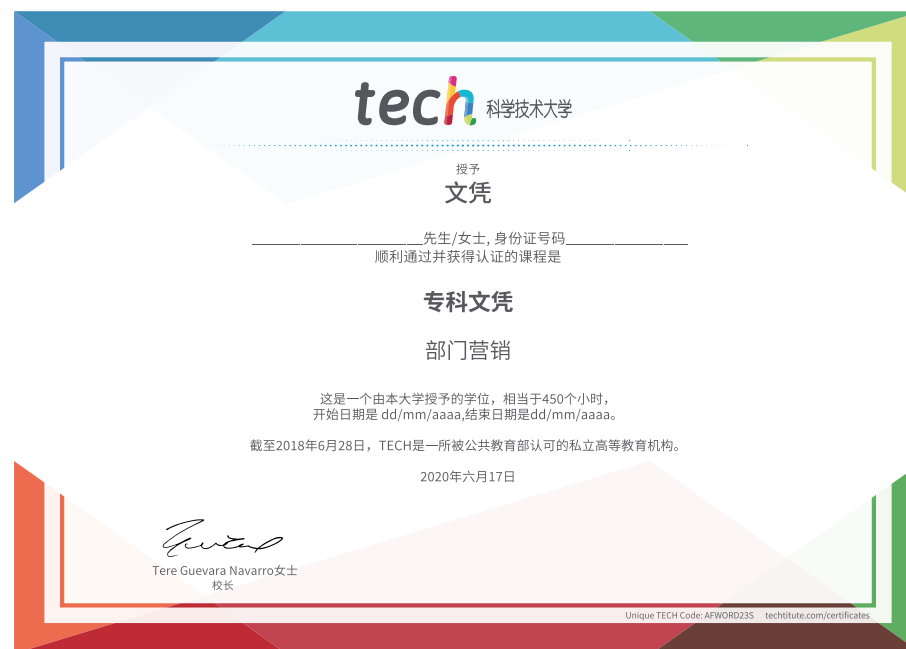 tech 科学技术大学
授予
文凭
________________________先生/女士, 身份证号码_________________
顺利通过并获得认证的课程是
专科文凭
部门营销
这是一个由本大学授予的学位，相当于450个小时，
开始日期是 dd/mm/aaaa,结束日期是dd/mm/aaaa。
截至2018年6月28日，TECH是一所被公共教育部认可的私立高等教育机构。
2020年六月17日
Tere Guevara Navarro女士
校长
Unique TECH Code: AFWORD23S techtitute.com/certificates